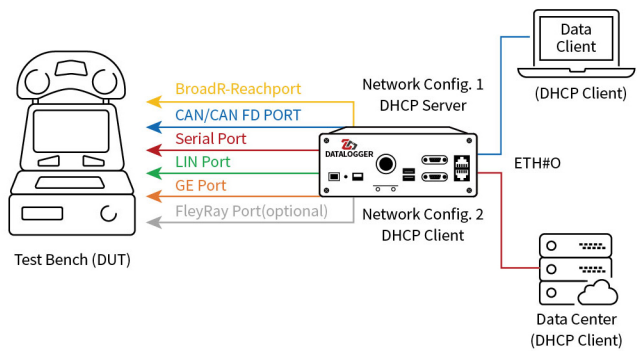 BroadR-Reachport
CAN/CAN FD PORT
Serial Port
LIN Port
GE Port
FleyRay Port(optional)
Test Bench (DUT)
Network Config. 1
DHCP Server
DATALOGGER
Network Config. 2
DHCP Client
Data
Client
(DHCP Client)
ETH#O
Data Center
(DHCP Client)